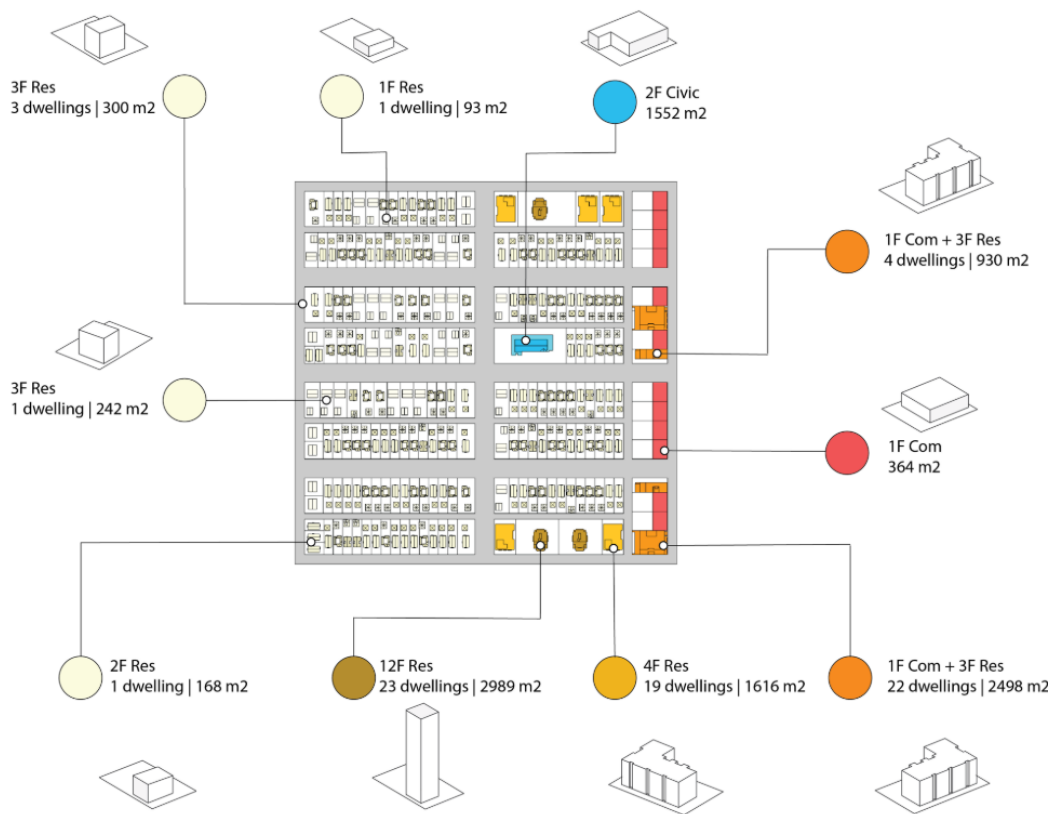 3F Res
3 dwellings | 300 m2
1F Res
1 dwelling | 93 m2
2F Civic
1552 m2
1F Com + 3F Res
4 dwellings | 930 m2
3F Res
1 dwelling | 242 m2
1F Com
364 m2
2F Res
1 dwelling | 168 m2
12F Res
23 dwellings | 2989 m2
4F Res
19 dwellings | 1616 m2
1F Com + 3F Res
22 dwellings | 2498 m2